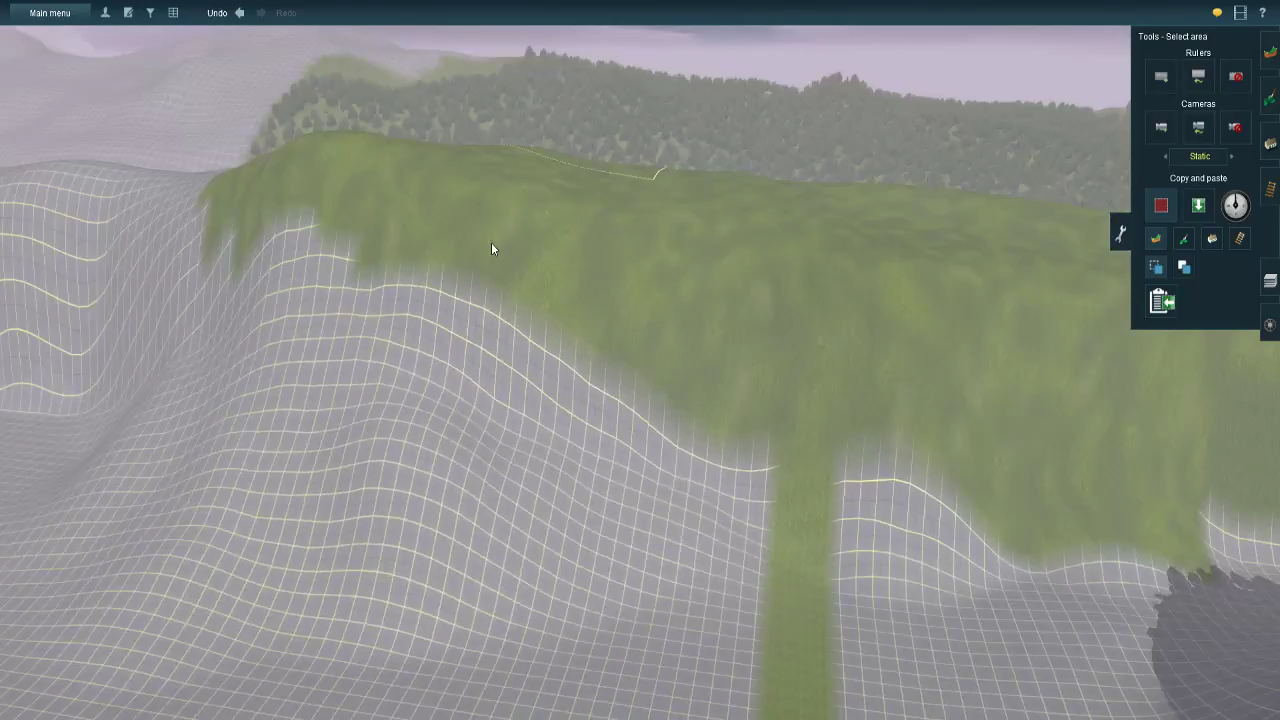 Main menu
Undo
Redo
?
Tools - Select area
Rulers
Cameras
Static
Copy and paste